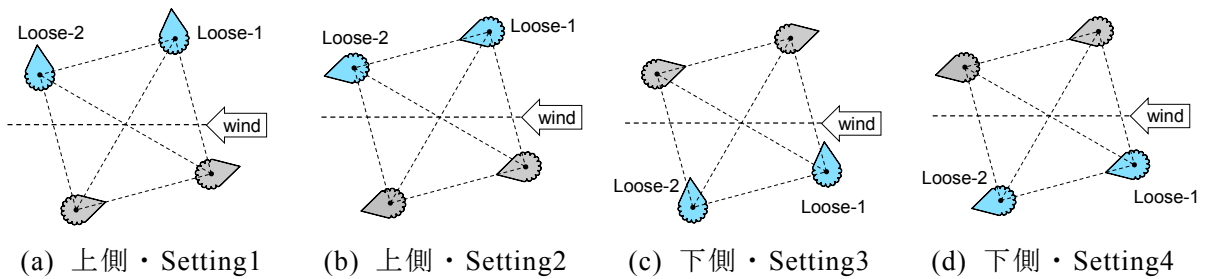 Loose-2
Loose-1
wind
(a) 上側・Setting1
Loose-2
Loose-1
wind
(b) 上側・Setting2
wind
Loose-2
Loose-1
(c) 下側・Setting3
wind
Loose-2
Loose-1
(d) 下側・Setting4